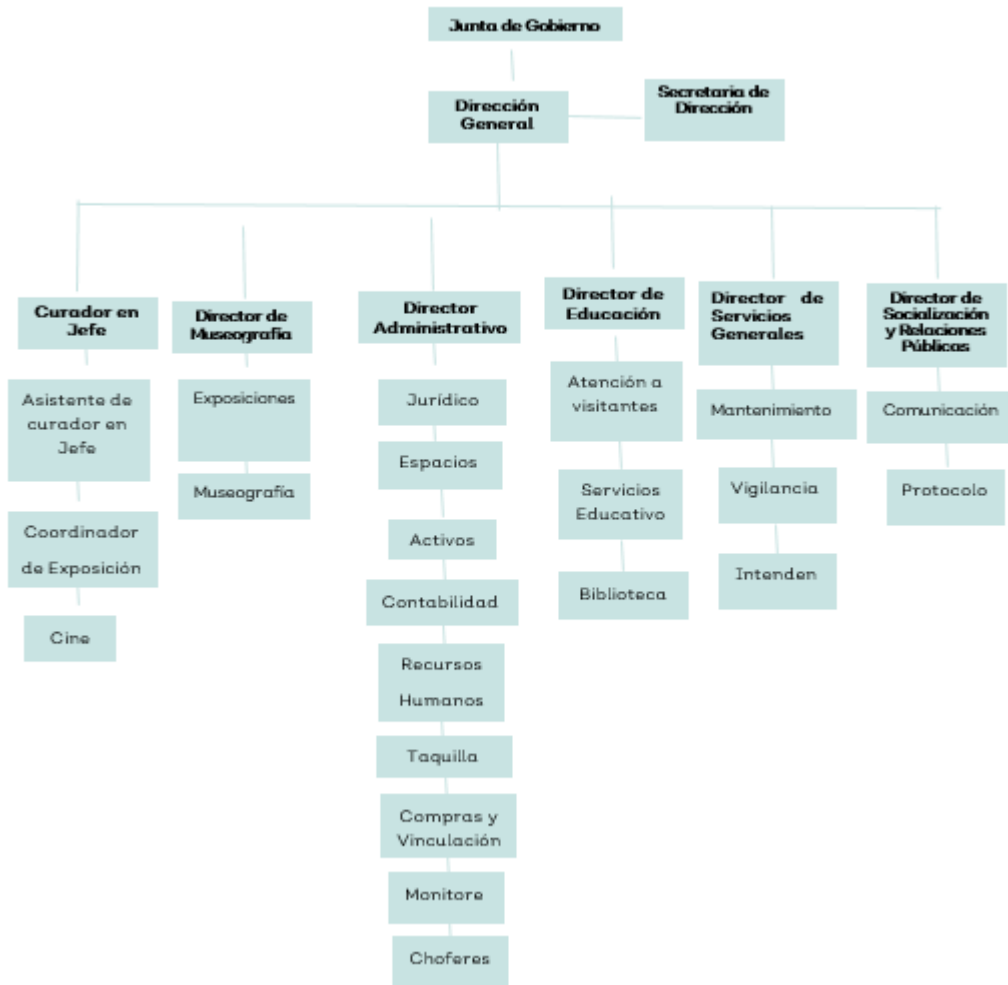 Junta de Gobierno
Dirección
General
Secretaria de
Dirección
Curador en
Jefe
Asistente de
curador en
Jefe
Coordinador
de Exposición
Cine
Director de
Museografía
Exposiciones
Museografía
Director
Administrativo
Jurídico
Espacios
Activos
Contabilidad
Recursos
Humanos
Taquilla
Compras y
Vinculación
Monitore
Choferes
Director de
Educación
Atención a
visitantes
Servicios
Educativo
Biblioteca
Director de
Servicios
Generales
Mantenimiento
Vigilancia
Intenden
Director de
Socialización
y Relaciones
Públicas
Comunicación
Protocolo